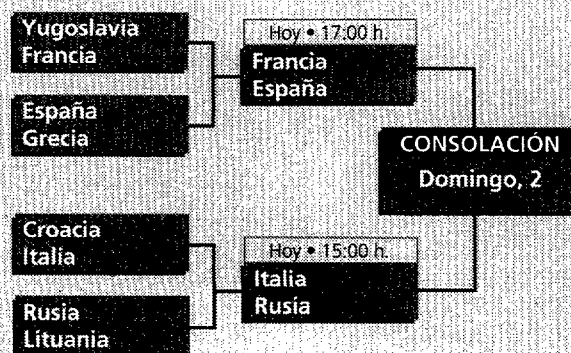 Yugoslavia
Francia
España
Grecia
Hoy • 17:00 h.
Francia
España
CONSOLACIÓN
Domingo, 2
Croacia
Italia
Rusia
Lituania
Hoy • 15:00 h.
Italia
Rusia